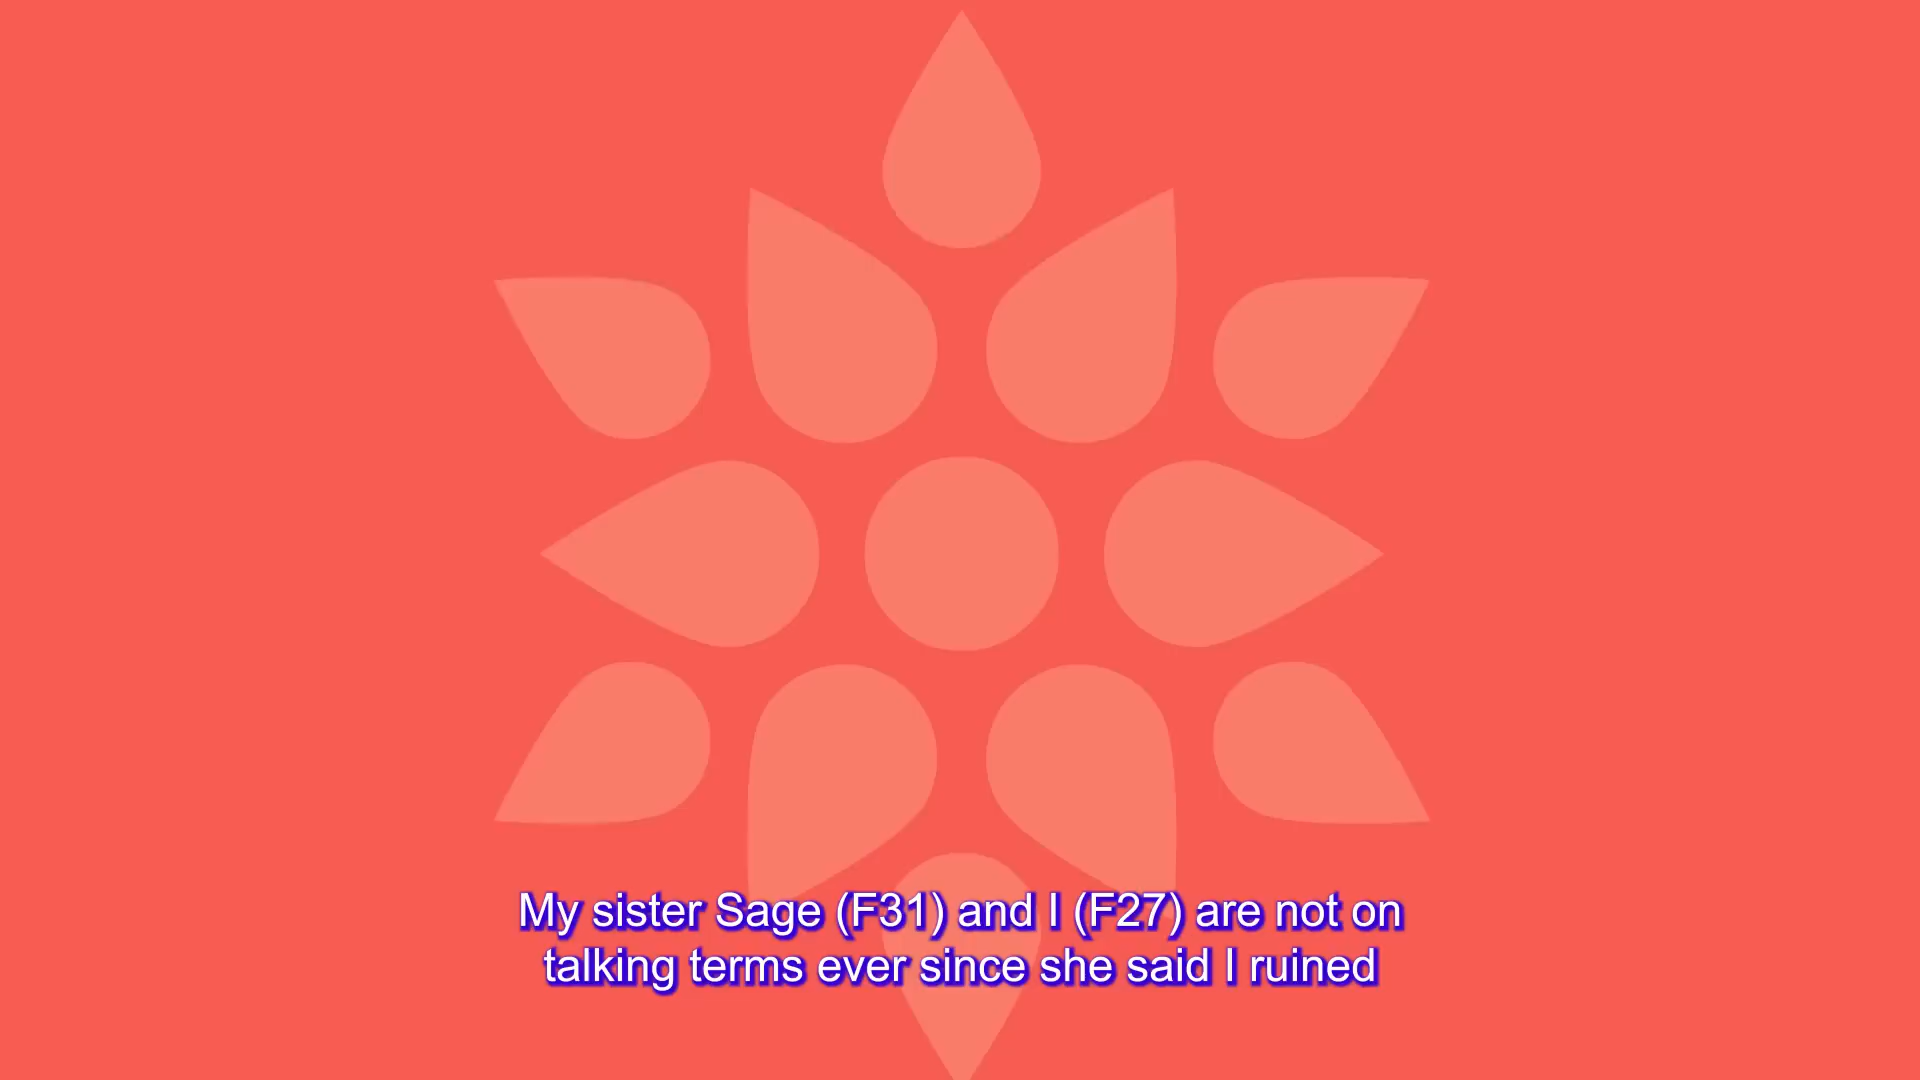 My sister Sage (F31) and I (F27) are not on
talking terms ever since she said I ruined